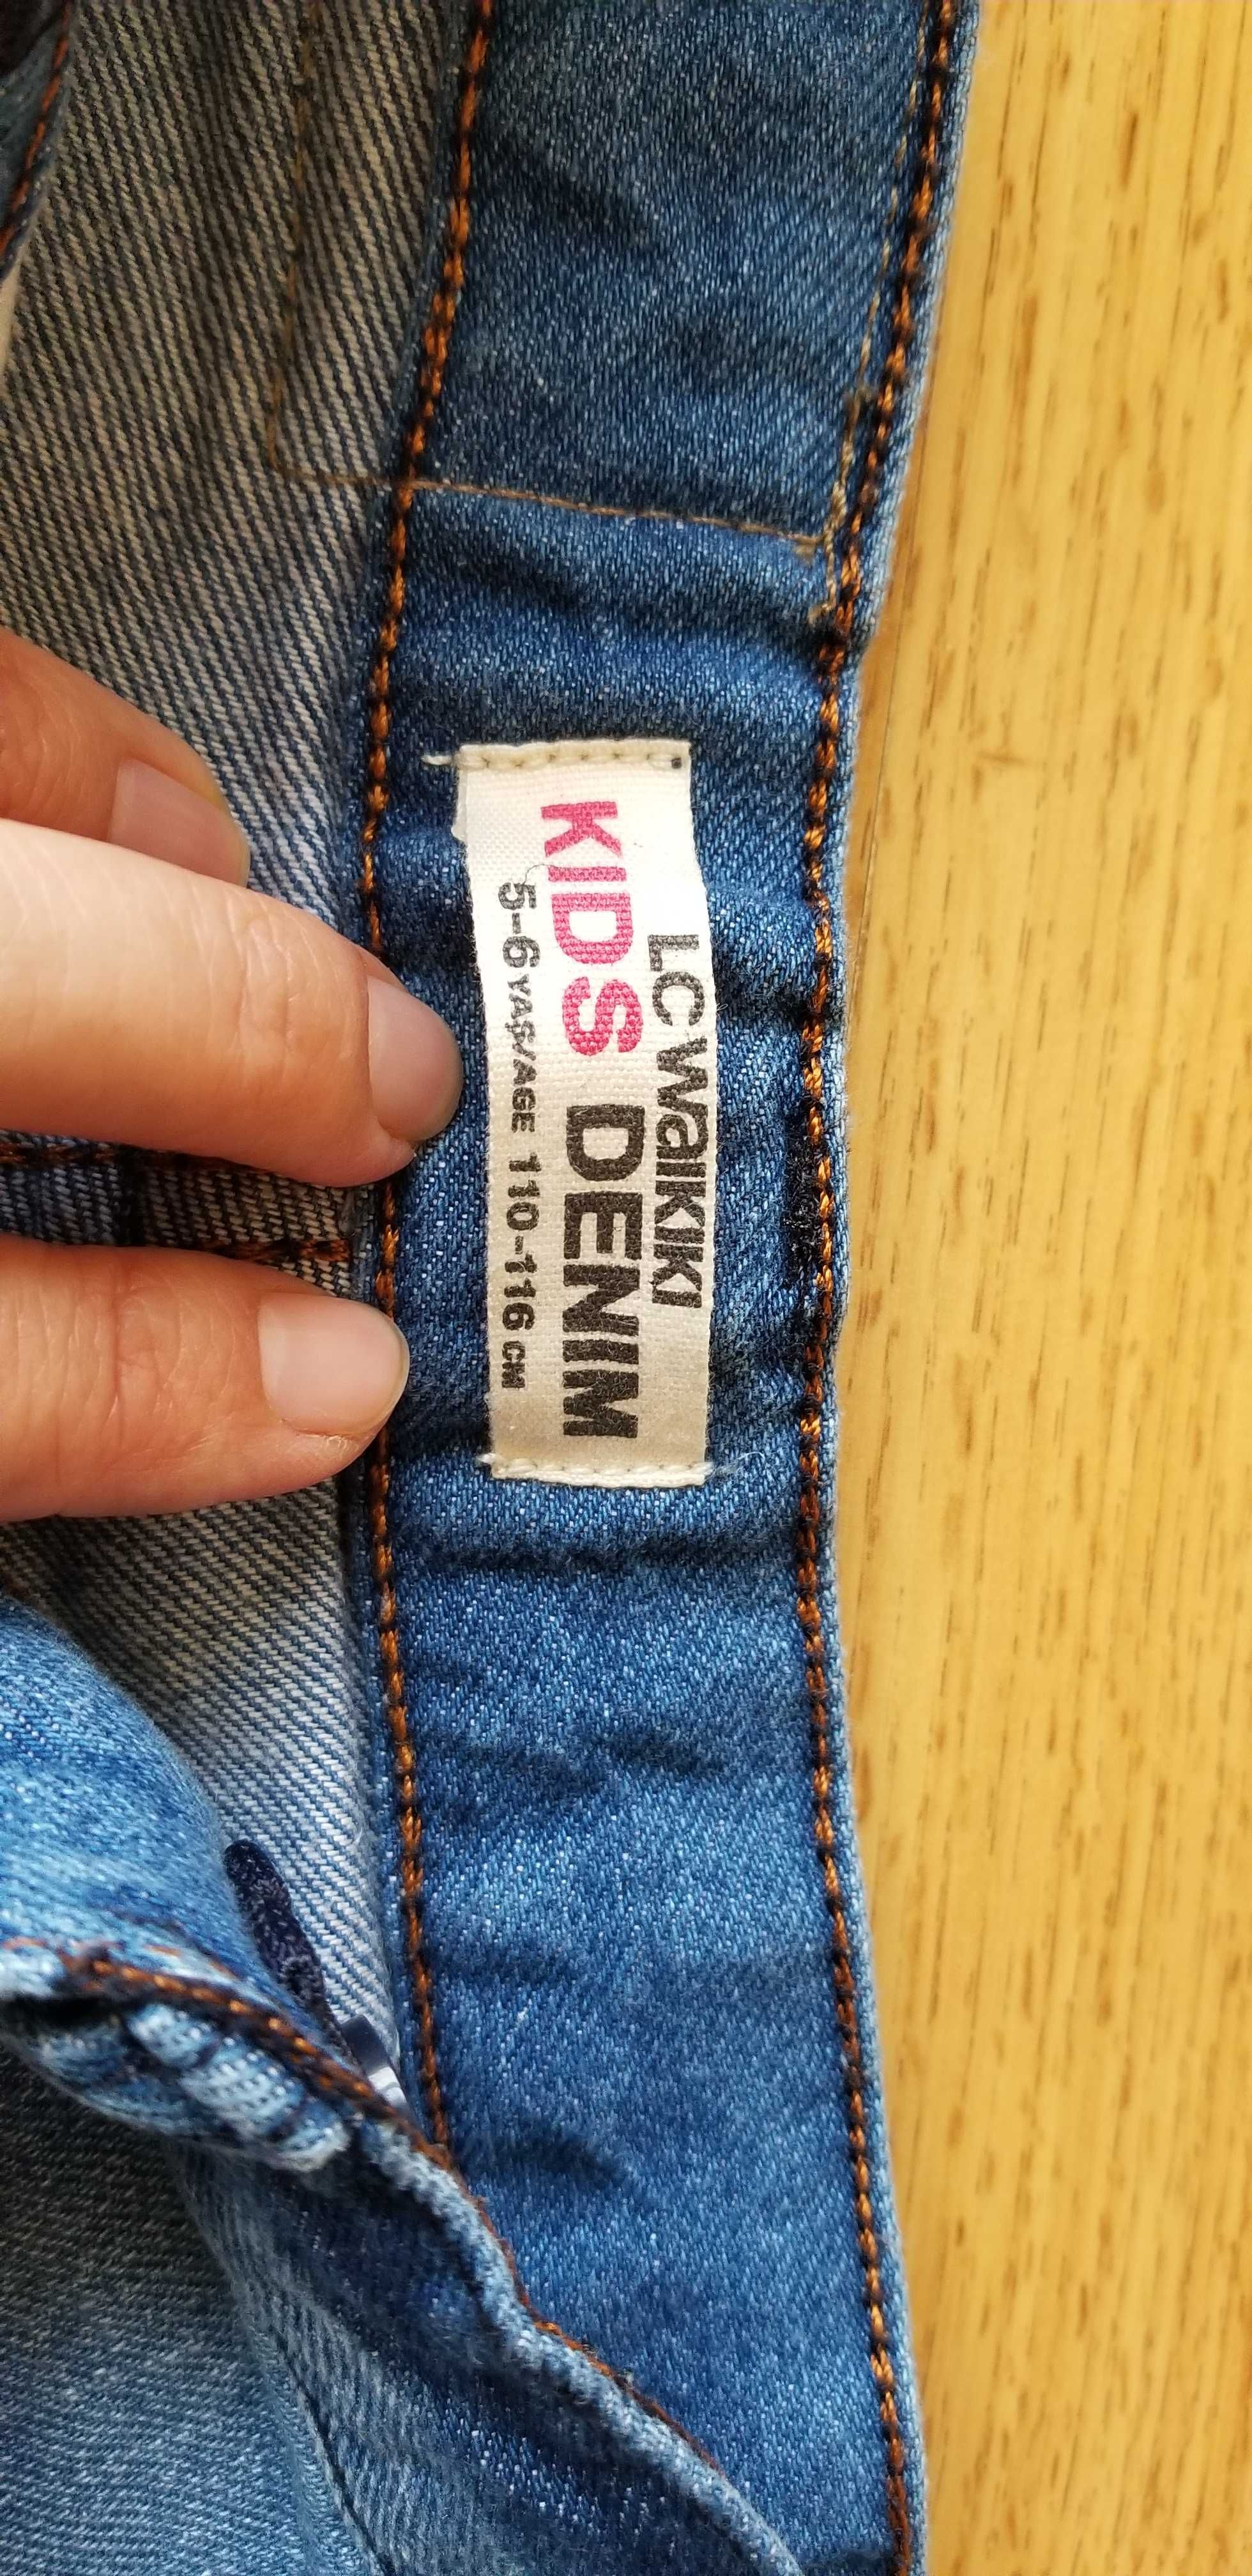 LC WAIKIKI
KIDS DENIM
5-6 YAŞ/AGE 110-116 CM